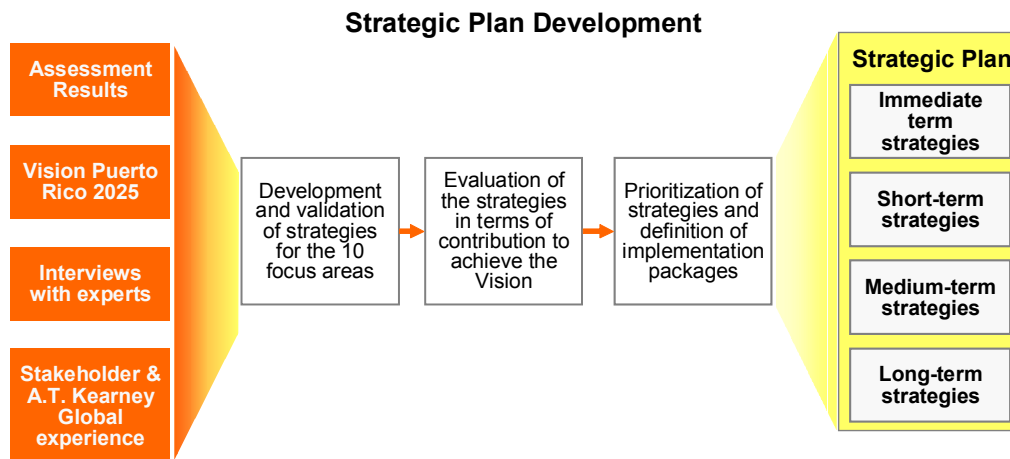 Strategic Plan Development
Assessment
Results
Vision Puerto
Rico 2025
Interviews
with experts
Stakeholder &
A.T. Kearney
Global
experience
Development
and validation
of strategies
for the 10
focus areas
Evaluation of
the strategies
in terms of
contribution to
achieve the
Vision
Prioritization of
strategies and
definition of
implementation
packages
Strategic Plan
Immediate
term
strategies
Short-term
strategies
Medium-term
strategies
Long-term
strategies